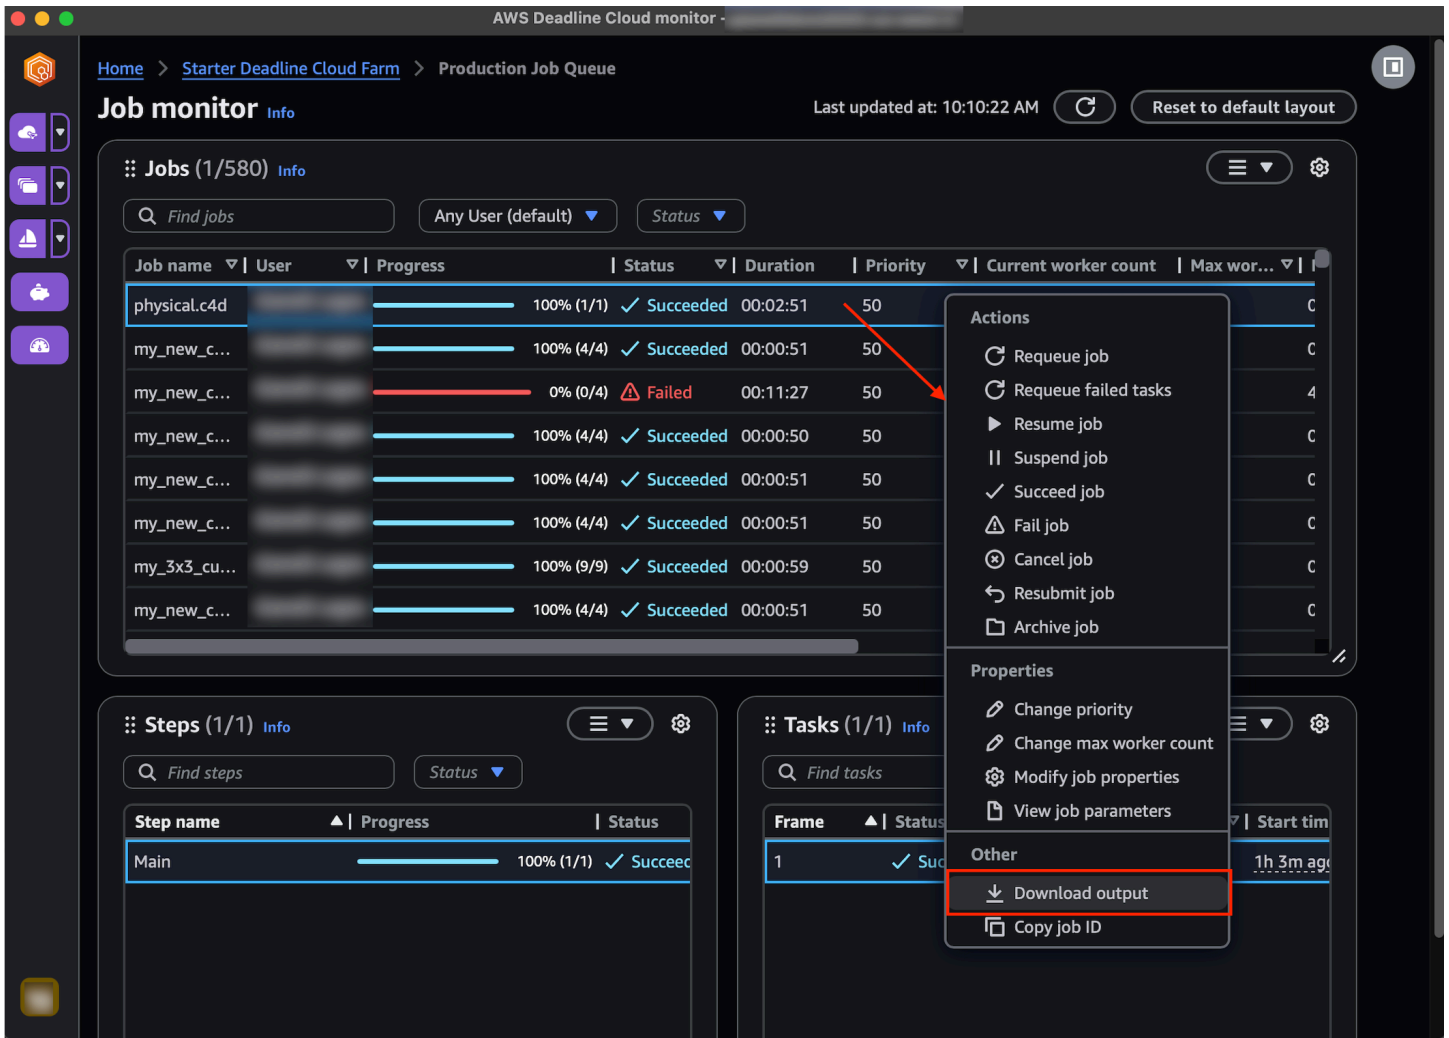 AWS Deadline Cloud monitor -
Home > Starter Deadline Cloud Farm > Production Job Queue
Job monitor Info
Last updated at: 10:10:22 AM
Reset to default layout
Jobs (1/580) Info
Find jobs
Any User (default)
Status
Job name User Progress Status Duration Priority Current worker count Max wor...
physical.c4d 100% (1/1) Succeeded 00:02:51 50
my_new_c... 100% (4/4) Succeeded 00:00:51 50
my_new_c... 0% (0/4) Failed 00:11:27 50 4
my_new_c... 100% (4/4) Succeeded 00:00:50 50
my_new_c... 100% (4/4) Succeeded 00:00:51 50
my_new_c... 100% (4/4) Succeeded 00:00:51 50
my_3x3_cu... 100% (9/9) Succeeded 00:00:59 50
my_new_c... 100% (4/4) Succeeded 00:00:51 50
Actions
Requeue job
Requeue failed tasks
Resume job
Suspend job
Succeed job
Fail job
Cancel job
Resubmit job
Archive job
Properties
Change priority
Change max worker count
Modify job properties
View job parameters
Other
Download output
Copy job ID
Steps (1/1) Info
Find steps
Status
Step name Progress Status
Main 100% (1/1) Succeed
Tasks (1/1) Info
Find tasks
Frame Status Start tim
1 Suc 1h 3m ago